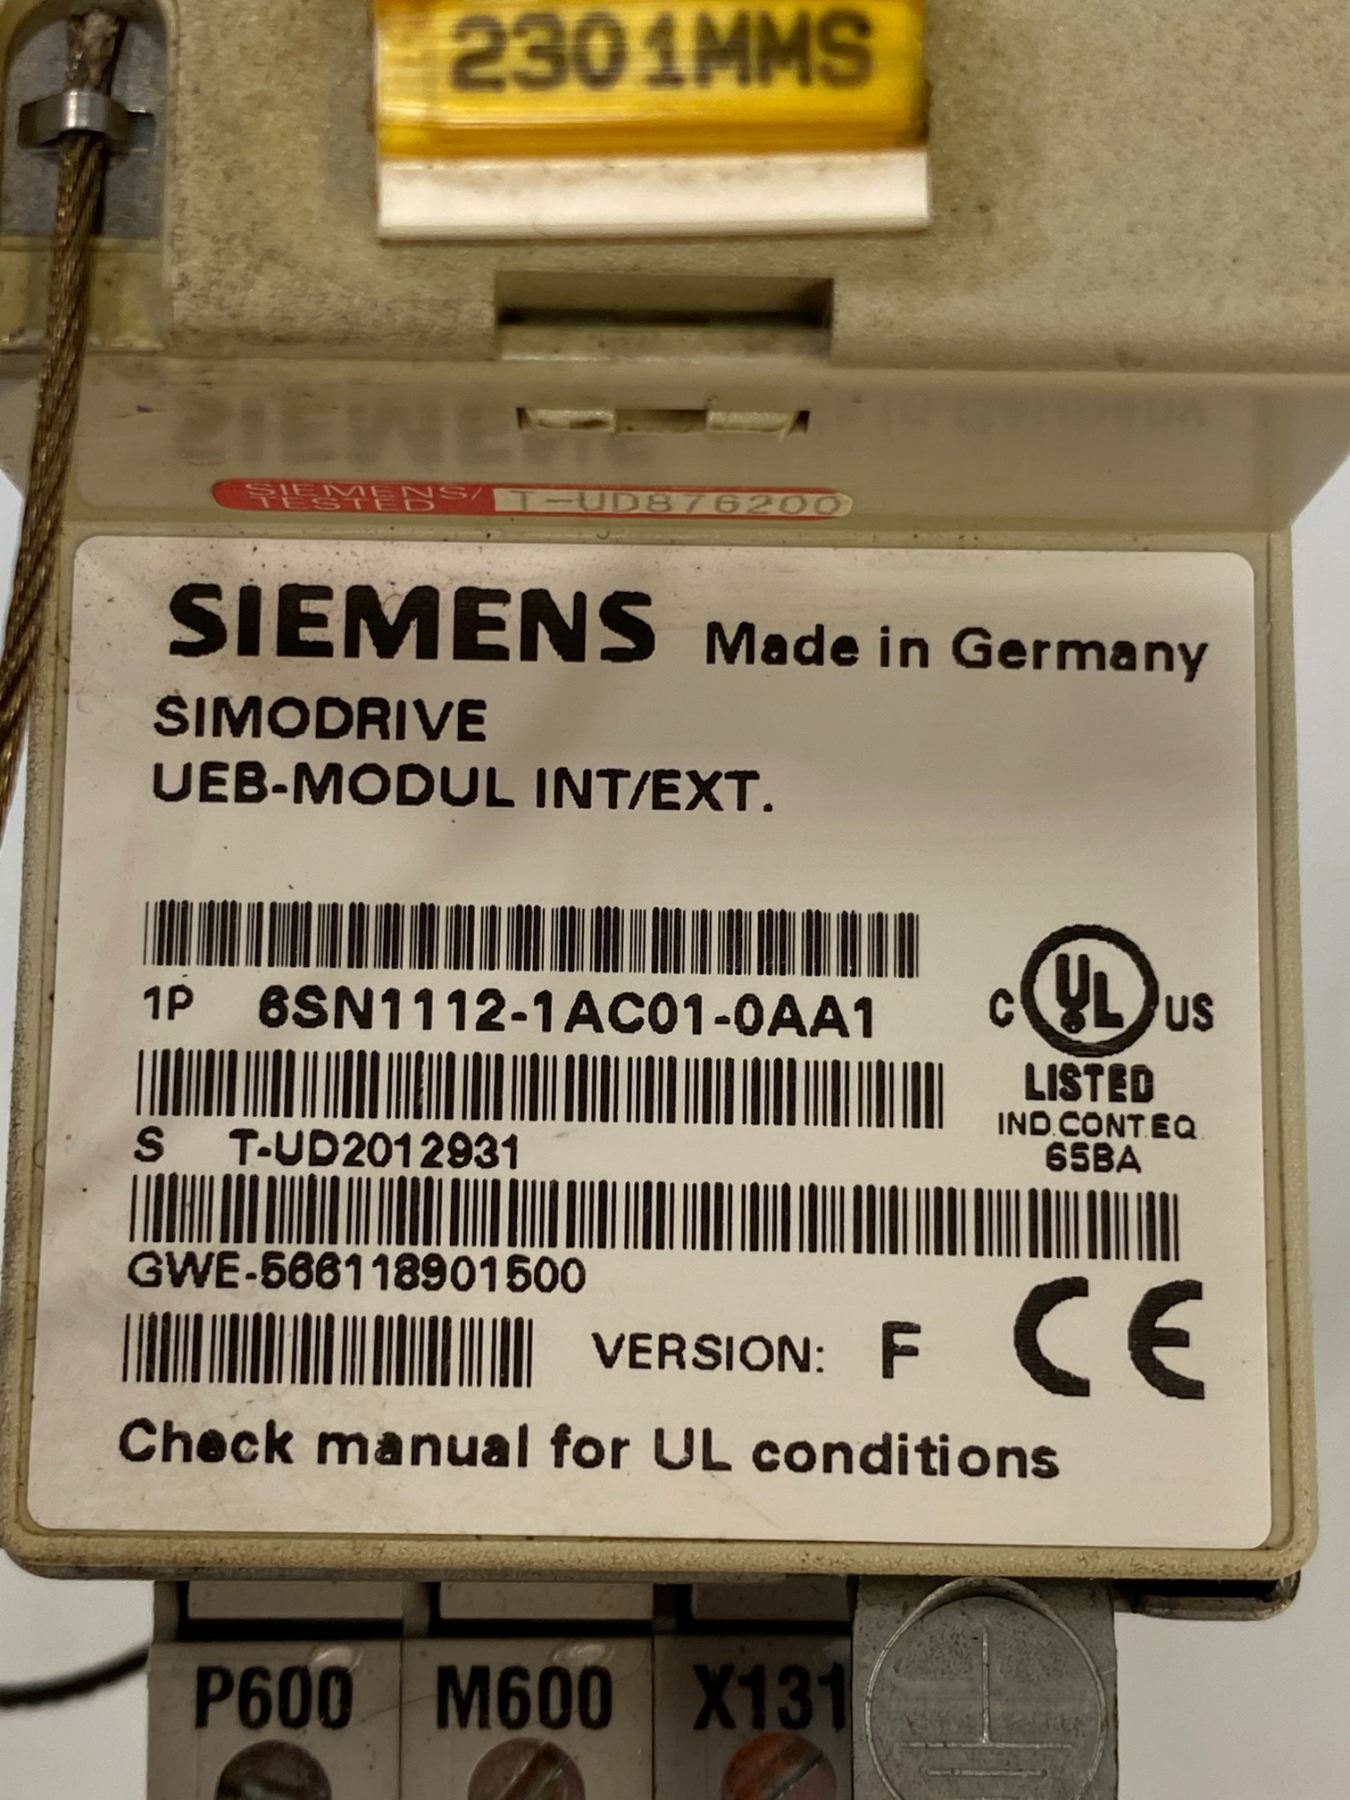 2301MMS
SIEMENS/
TESTED T-UD876200
SIEMENS Made in Germany
SIMODRIVE
UEB-MODUL INT/EXT.
1P 6SN1112-1AC01-0AA1
C UL US
LISTED
IND.CONT.EQ.
65BA
S T-UD2012931
GWE-566118901500
VERSION: F CE
Check manual for UL conditions
P600 M600 X131